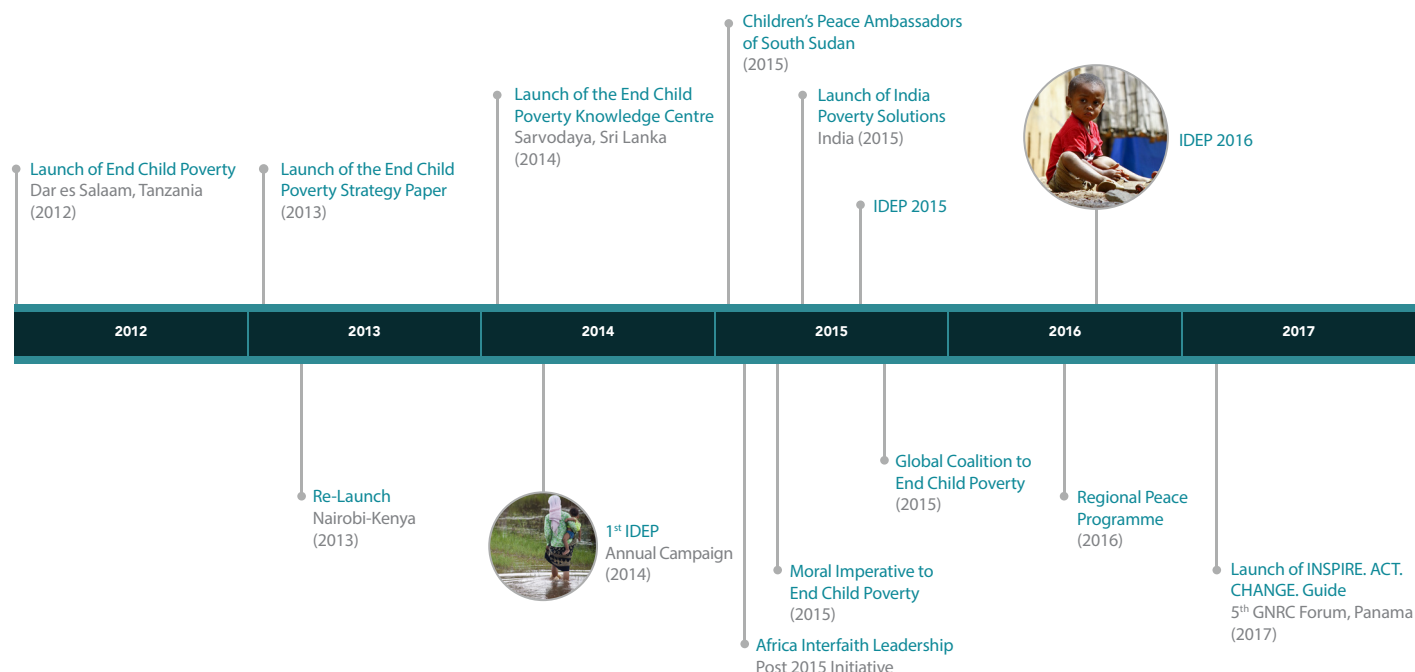 Children's Peace Ambassadors
of South Sudan
(2015)
Launch of the End Child
Poverty Knowledge Centre
Sarvodaya, Sri Lanka
(2014)
Launch of India
Poverty Solutions
India (2015)
IDEP 2016
Launch of End Child Poverty
Dar es Salaam, Tanzania
(2012)
Launch of the End Child
Poverty Strategy Paper
(2013)
IDEP 2015
2012
2013
2014
2015
2016
2017
Re-Launch
Nairobi-Kenya
(2013)
1st IDEP
Annual Campaign
(2014)
Global Coalition to
End Child Poverty
(2015)
Regional Peace
Programme
(2016)
Moral Imperative to
End Child Poverty
(2015)
Launch of INSPIRE. ACT.
CHANGE. Guide
5th GNRC Forum, Panama
(2017)
Africa Interfaith Leadership
Post 2015 Initiative